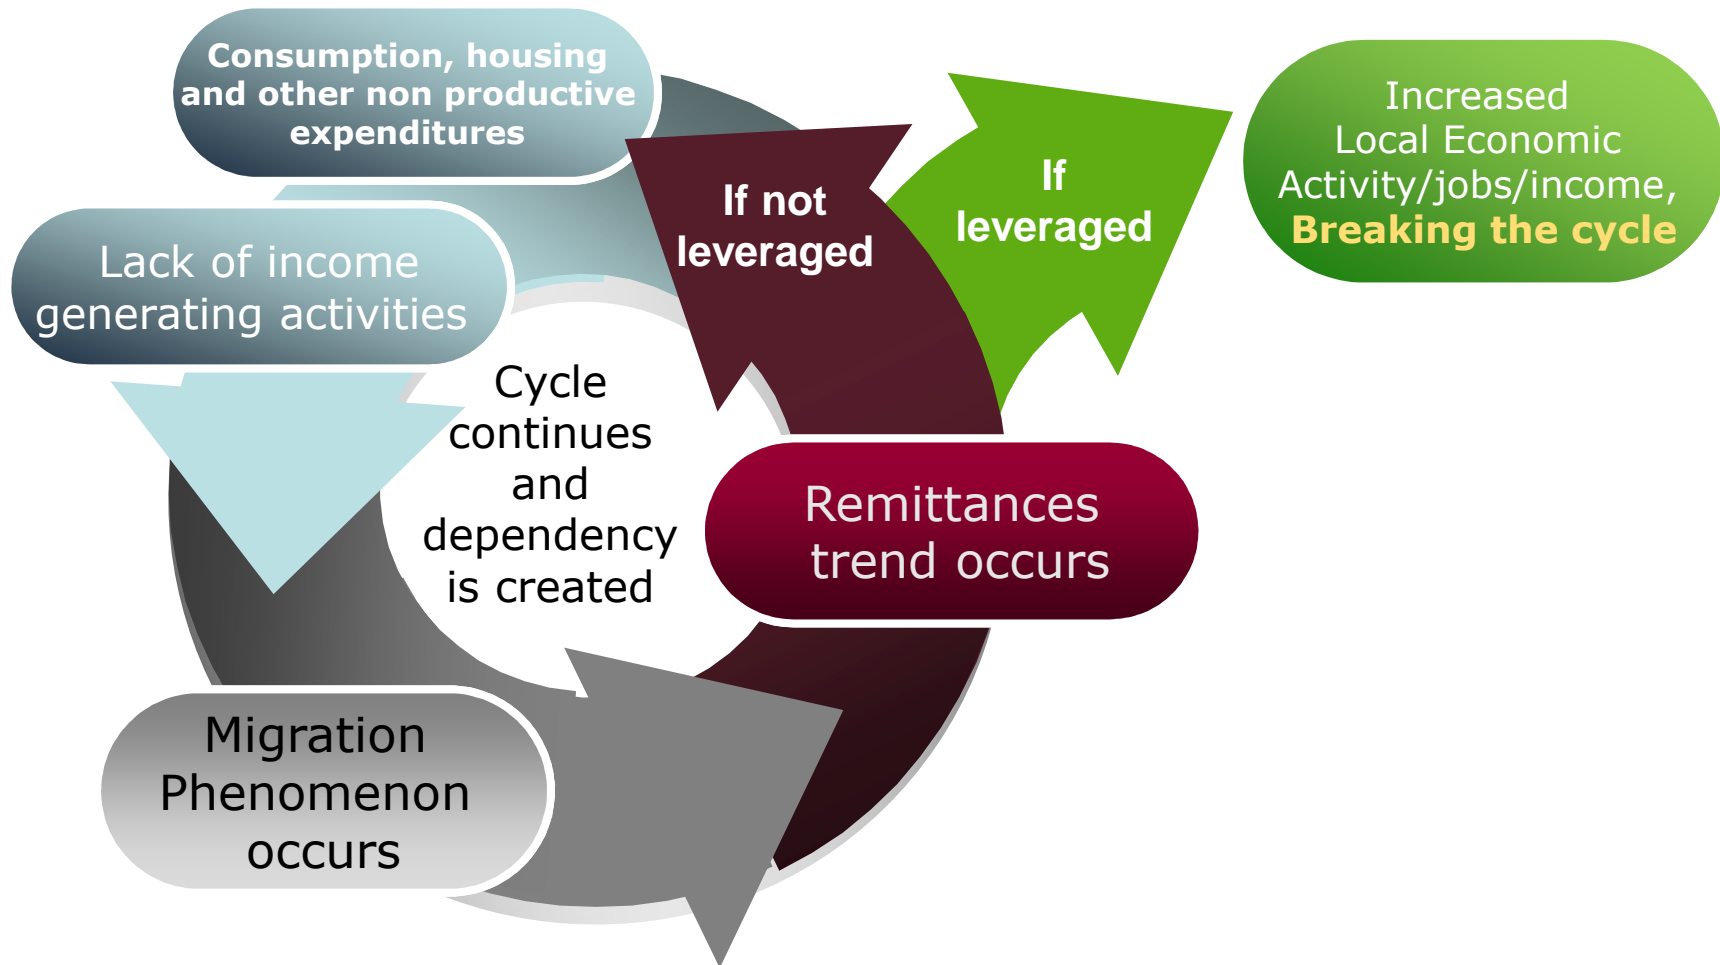 Consumption, housing
and other non productive
expenditures
Lack of income
generating activities
Migration
Phenomenon
occurs
Cycle
continues
and
dependency
is created
Remittances
trend occurs
If not
leveraged
If
leveraged
Increased
Local Economic
Activity/jobs/income,
Breaking the cycle